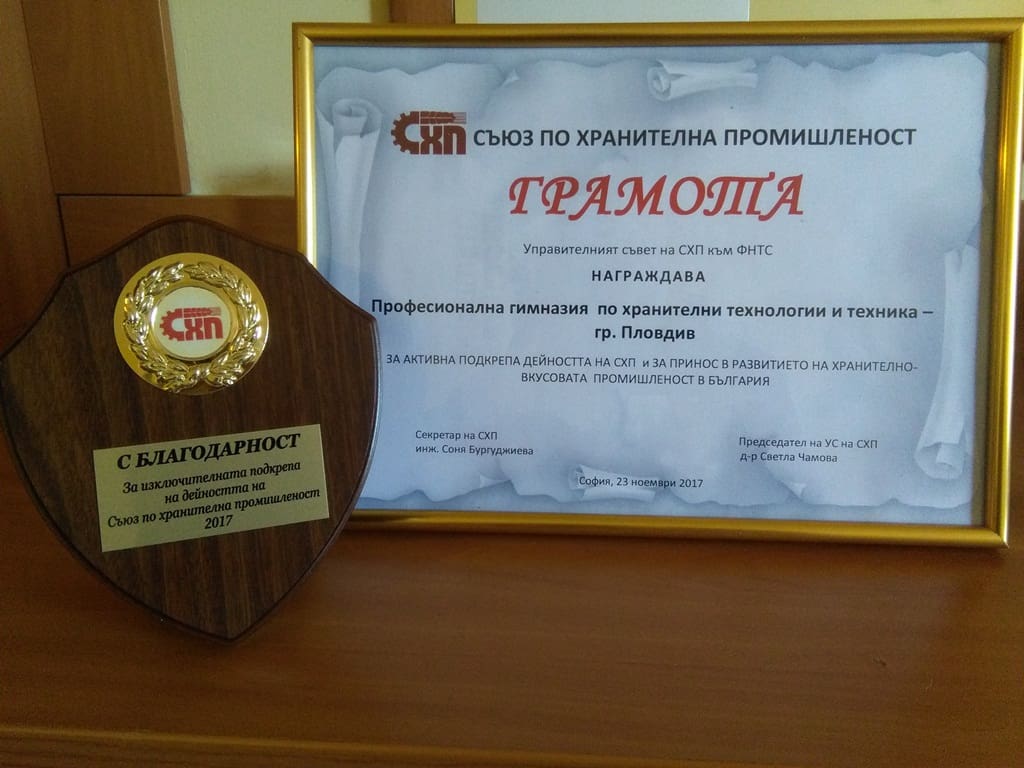 СХП СЪЮЗ ПО ХРАНИТЕЛНА ПРОМИШЛЕНОСТ
ГРАМОТА
Управителният съвет на СХП към ФНТС
НАГРАЖДАВА
Професионална гимназия по хранителни технологии и техника –
гр. Пловдив
ЗА АКТИВНА ПОДКРЕПА ДЕЙНОСТТА НА СХП и ЗА ПРИНОС В РАЗВИТИЕТО НА ХРАНИТЕЛНО-
ВКУСОВАТА ПРОМИШЛЕНОСТ В БЪЛГАРИЯ
Секретар на СХП
инж. Соня Бургуджиева
Председател на УС на СХП
д-р Светла Чамова
София, 23 ноември 2017
СХП
С БЛАГОДАРНОСТ
За изключителната подкрепа
на дейността на
Съюз по хранителна промишленост
2017